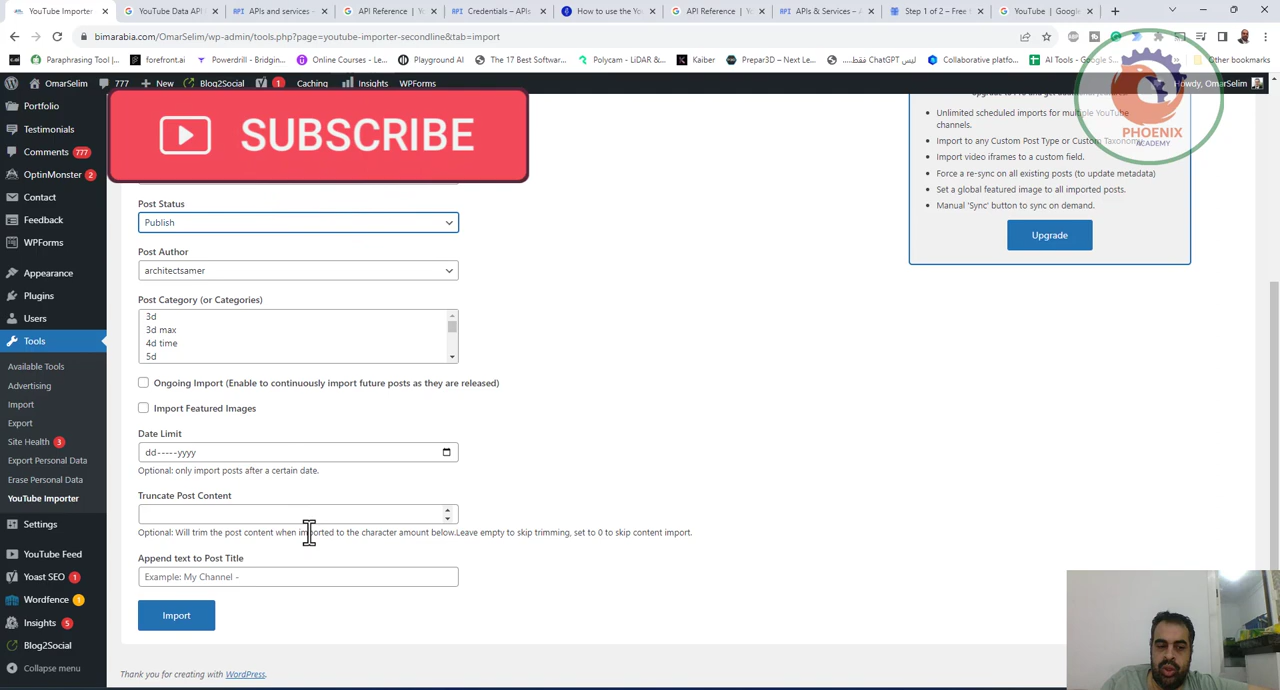 YouTube Importer
YouTube Data API
APIs and services –
API Reference | Yo
Credentials – APIs
How to use the Yo
API Reference | Yo
APIs & Services – A
Step 1 of 2 – Free t
YouTube | Google
bimarabia.com/OmarSelim/wp-admin/tools.php?page=youtube-importer-secondline&tab=import
Paraphrasing Tool |
forefront.ai
Powerdrill - Bridging
Online Courses - Le
Playground AI
The 17 Best Softwar
Polycam - LiDAR &
Kaiber
Prepar3D – Next L
ليس ChatGPT فقط
Collaborative platfo
AI Tools - Google S
Other bookmarks
OmarSelim
777
New
Blog2Social
1
Caching
Insights
WPForms
Howdy, OmarSelim
Portfolio
Testimonials
Comments 777
OptinMonster 2
Contact
Feedback
WPForms
Appearance
Plugins
Users
Tools
Available Tools
Advertising
Import
Export
Site Health 3
Export Personal Data
Erase Personal Data
YouTube Importer
Settings
YouTube Feed
Yoast SEO 1
Wordfence 1
Insights 5
Blog2Social
Collapse menu
SUBSCRIBE
Post Status
Publish
Post Author
architectsamer
Post Category (or Categories)
3d
3d max
4d time
5d
Ongoing Import (Enable to continuously import future posts as they are released)
Import Featured Images
Date Limit
dd-----yyyy
Optional: only import posts after a certain date.
Truncate Post Content
Optional: Will trim the post content when imported to the character amount below.Leave empty to skip trimming, set to 0 to skip content import.
Append text to Post Title
Example: My Channel -
Import
Thank you for creating with WordPress.
Unlimited scheduled imports for multiple YouTube
channels.
Import to any Custom Post Type or Custom Taxonomy.
Import video iframes to a custom field.
Force a re-sync on all existing posts (to update metadata)
Set a global featured image to all imported posts.
Manual 'Sync' button to sync on demand.
Upgrade
PHOENIX
ACADEMY